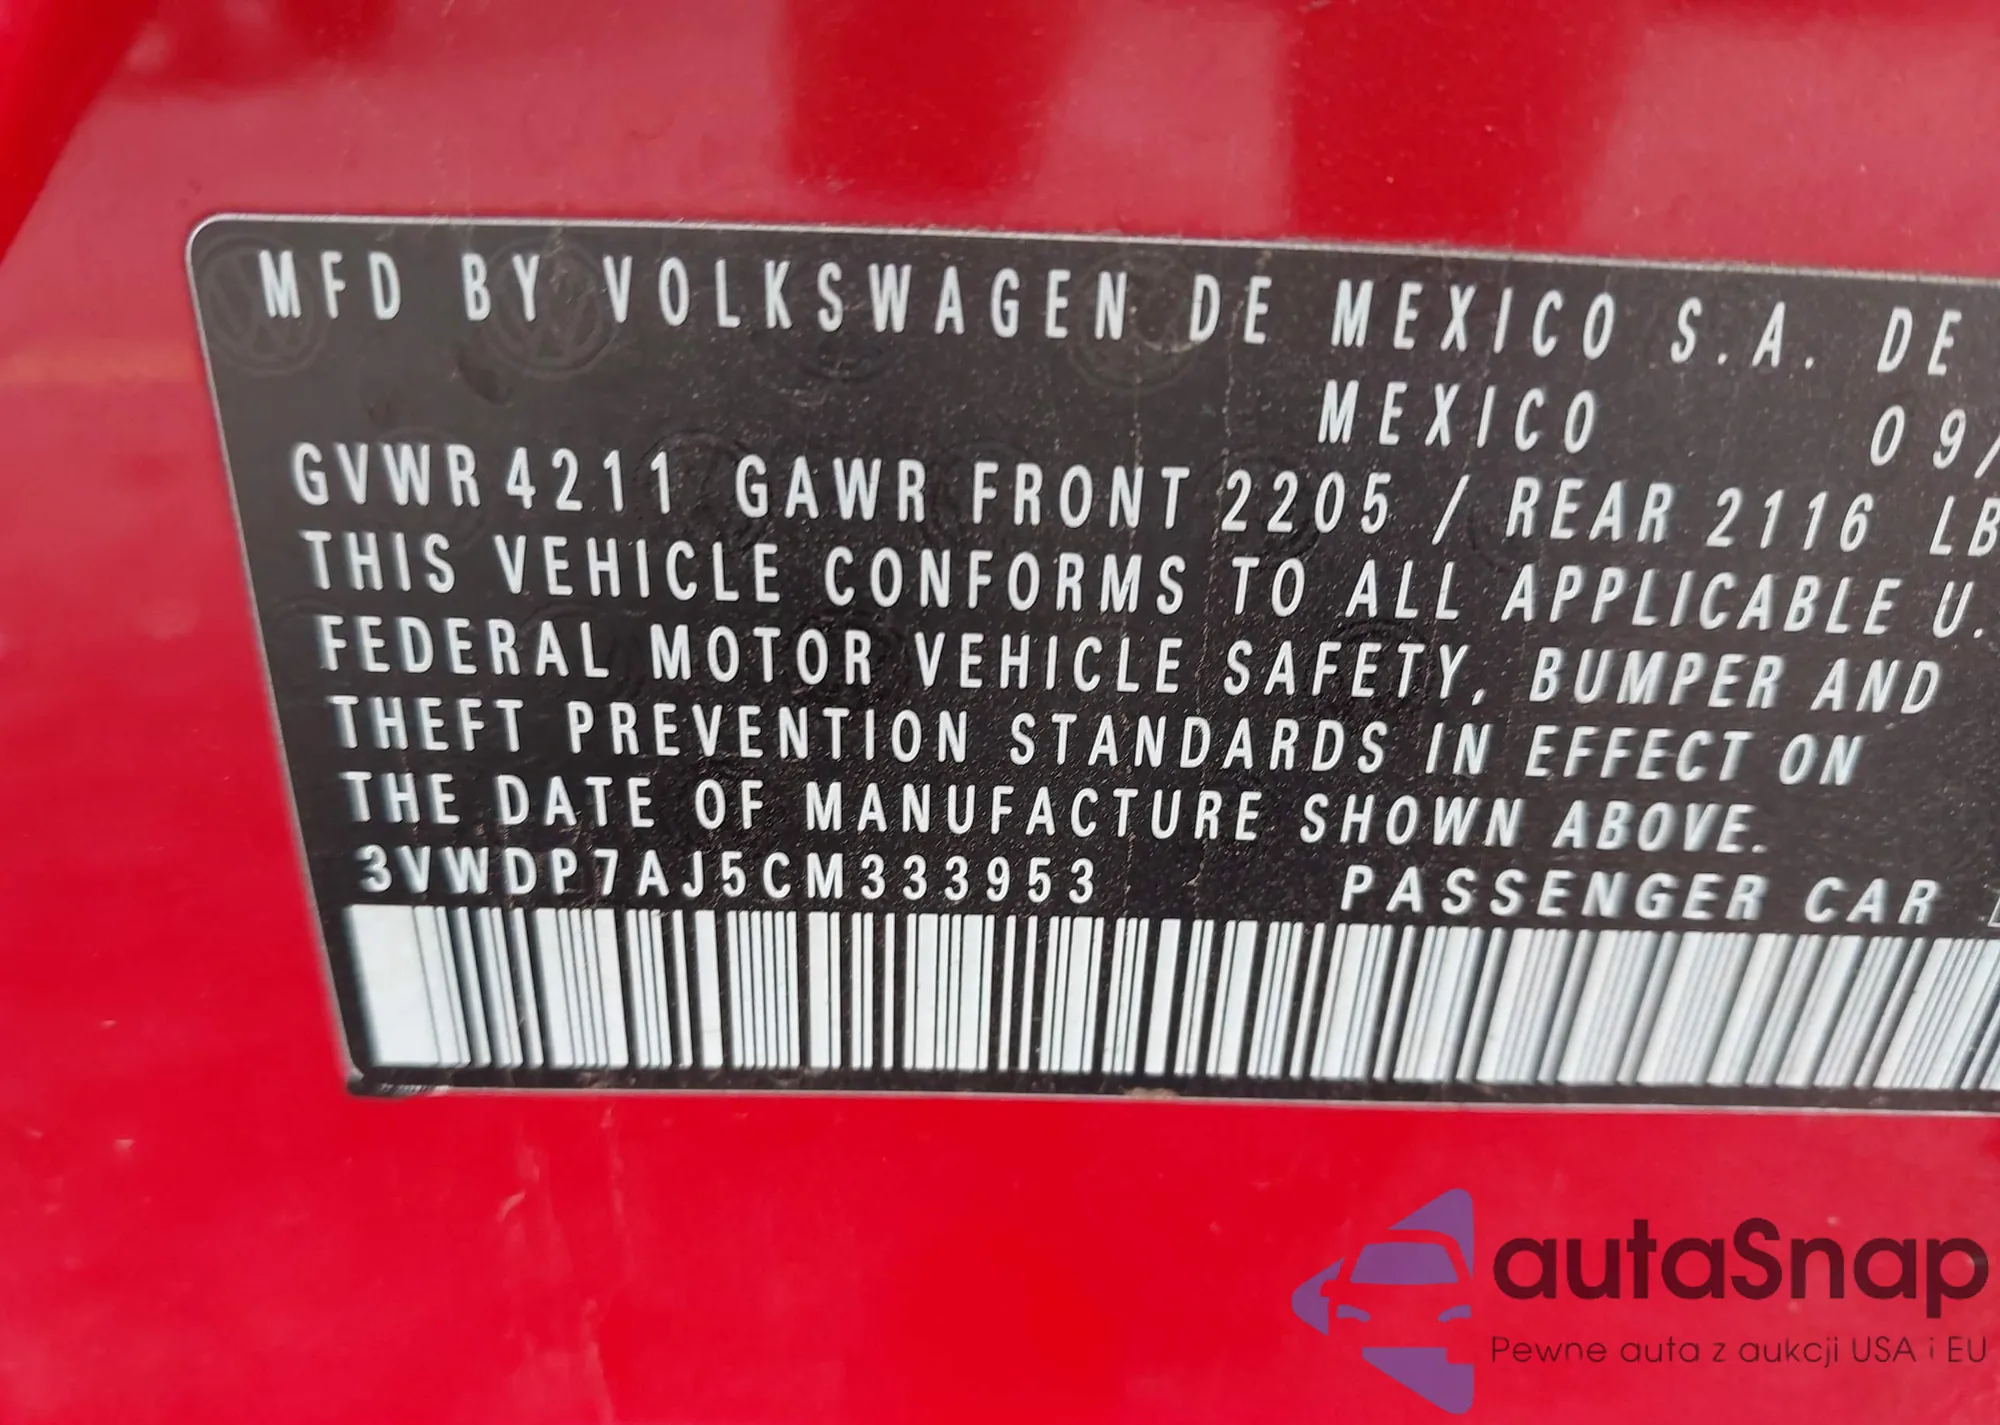 MFD BY VOLKSWAGEN DE MEXICO S.A. DE
MEXICO 09/
GVWR 4211 GAWR FRONT 2205 / REAR 2116 LB
THIS VEHICLE CONFORMS TO ALL APPLICABLE U.
FEDERAL MOTOR VEHICLE SAFETY, BUMPER AND
THEFT PREVENTION STANDARDS IN EFFECT ON
THE DATE OF MANUFACTURE SHOWN ABOVE.
3VWDP7AJ5CM333953 PASSENGER CAR
autaSnap
Pewne auta z aukcji USA i EU